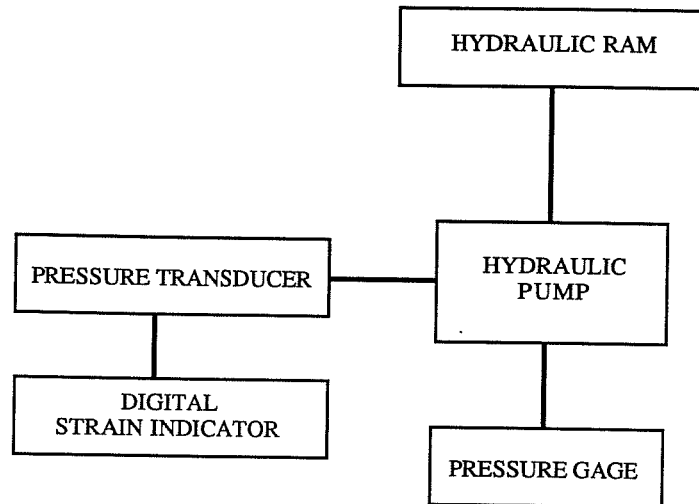 HYDRAULIC RAM
PRESSURE TRANSDUCER
HYDRAULIC
PUMP
DIGITAL
STRAIN INDICATOR
PRESSURE GAGE